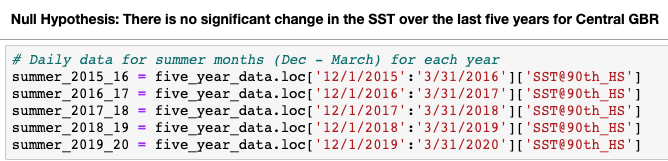 Null Hypothesis: There is no significant change in the SST over the last five years for Central GBR
# Daily data for summer months (Dec - March) for each year
summer_2015_16 = five_year_data.loc['12/1/2015':'3/31/2016']['SST@90th_HS']
summer_2016_17 = five_year_data.loc['12/1/2016':'3/31/2017']['SST@90th_HS']
summer_2017_18 = five_year_data.loc['12/1/2017':'3/31/2018']['SST@90th_HS']
summer_2018_19 = five_year_data.loc['12/1/2018':'3/31/2019']['SST@90th_HS']
summer_2019_20 = five_year_data.loc['12/1/2019':'3/31/2020']['SST@90th_HS']